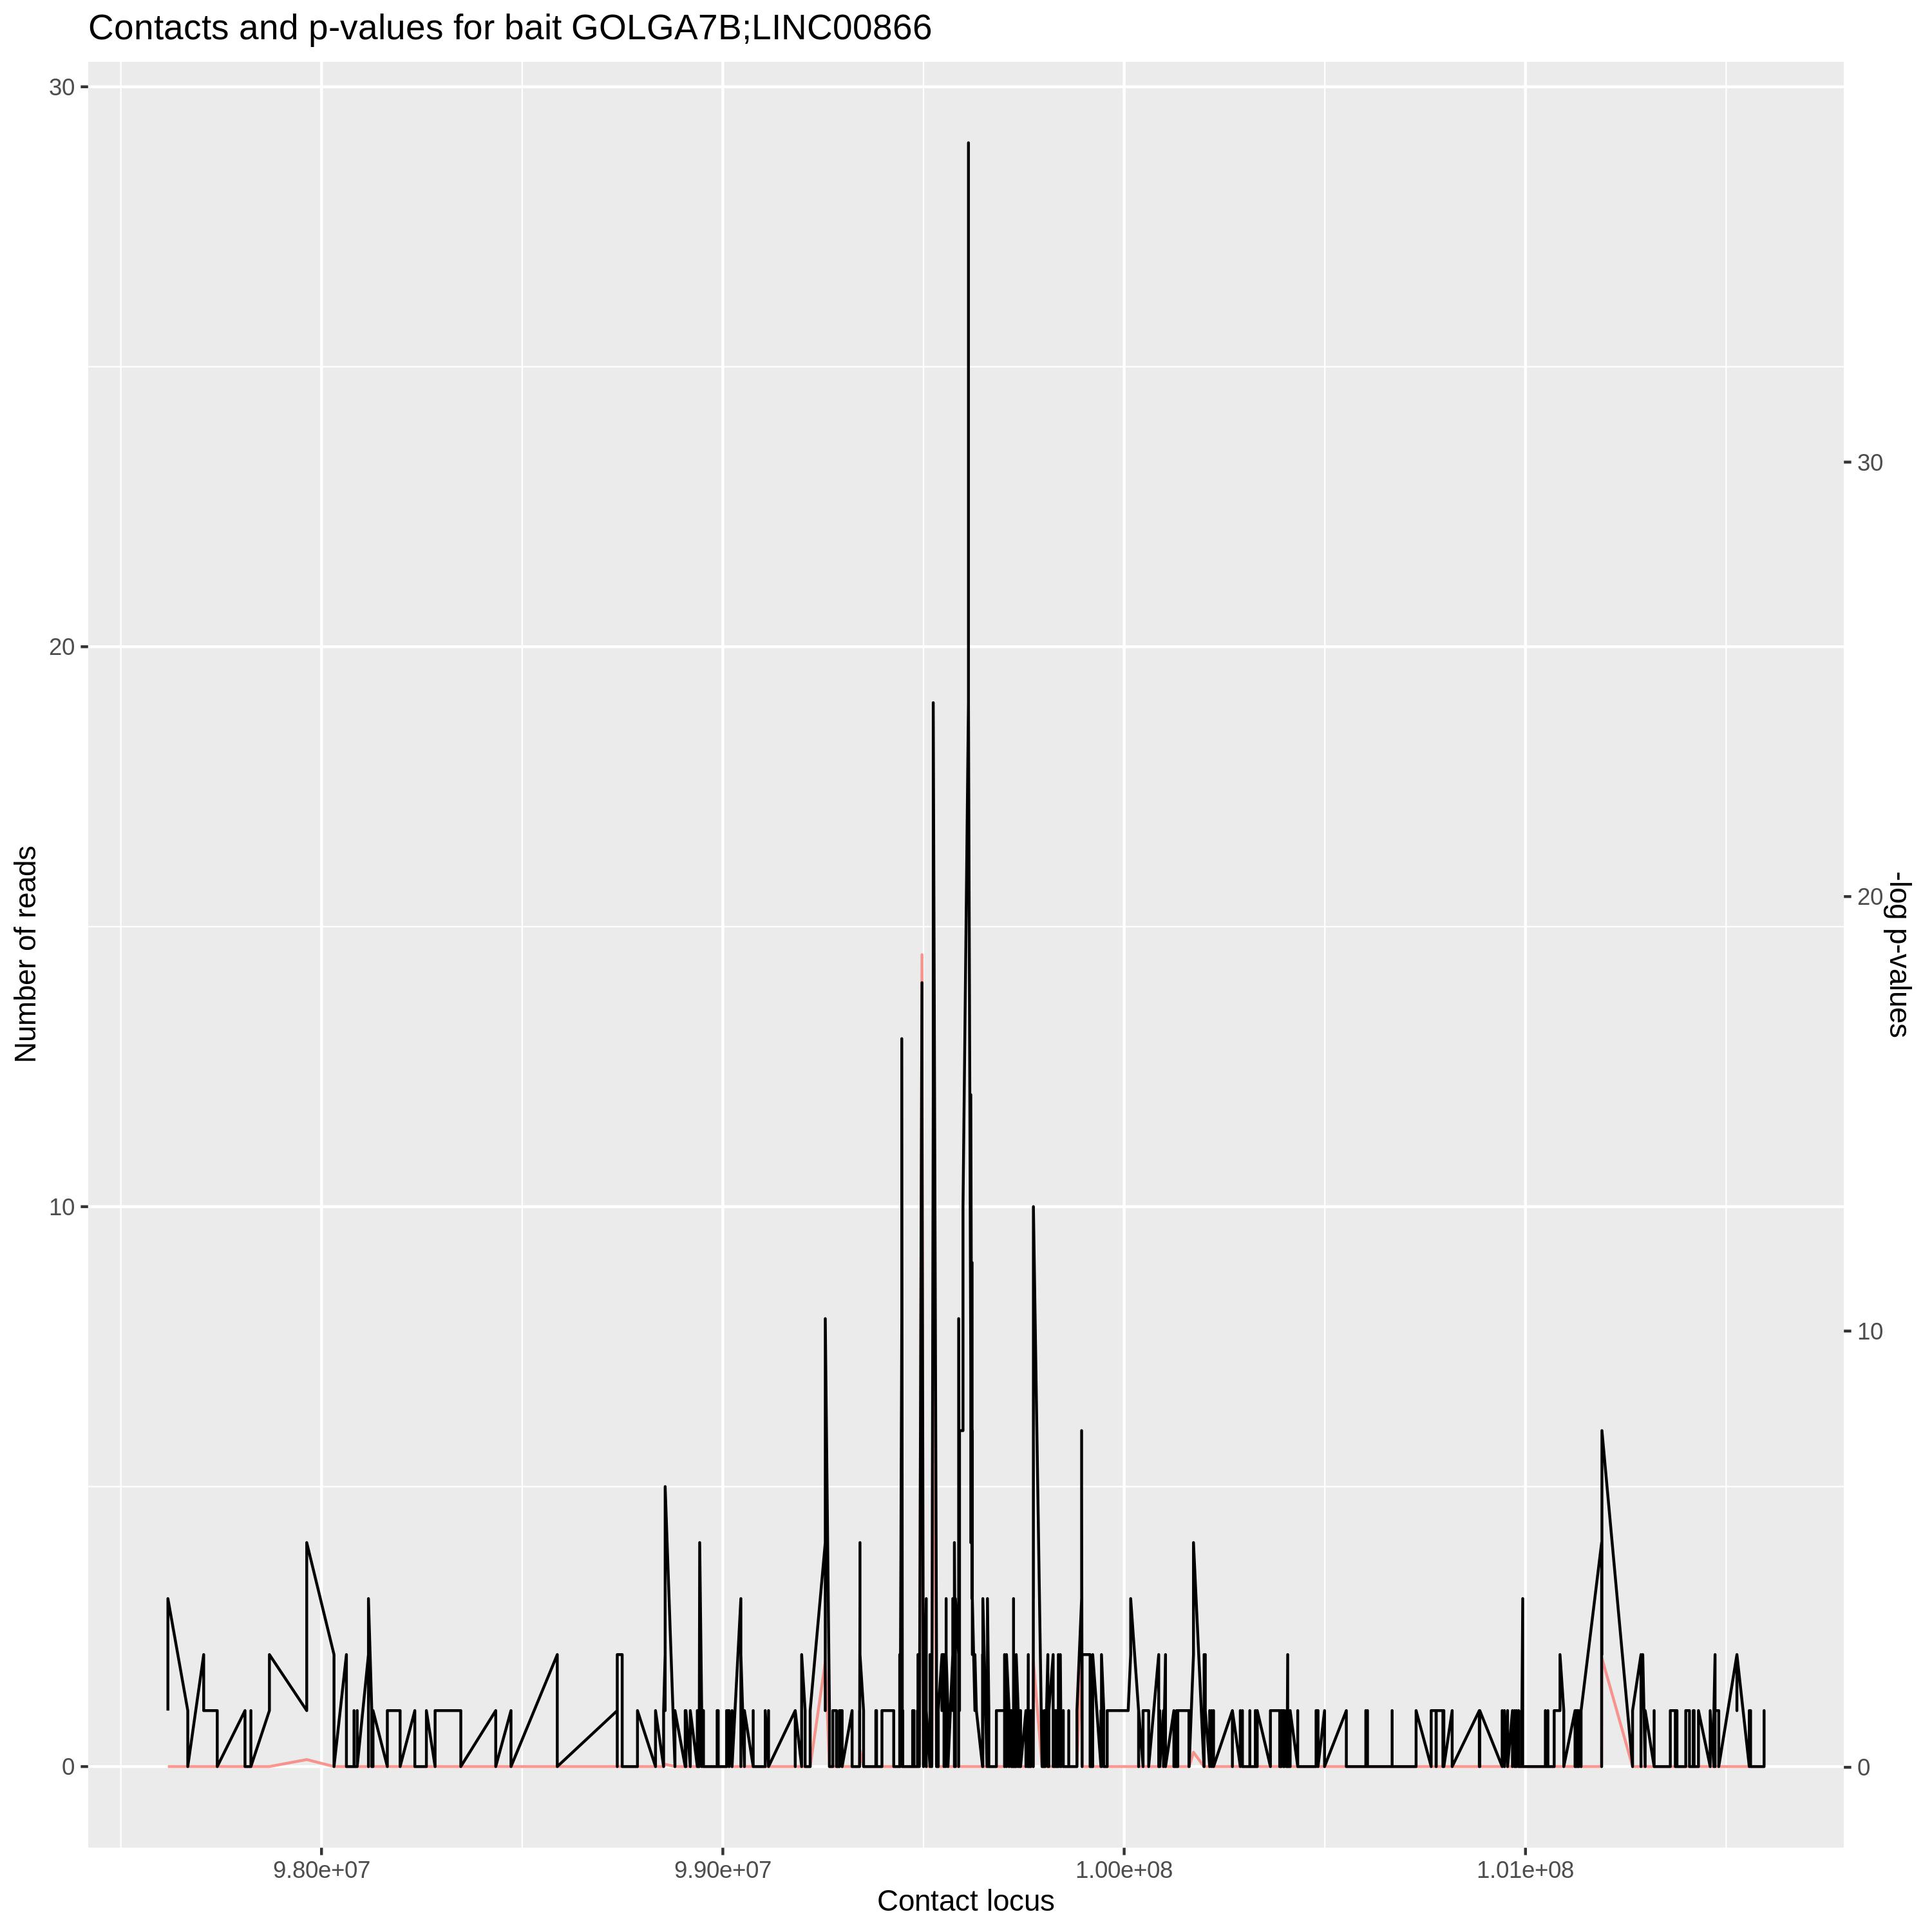 Contacts and p-values for bait GOLGA7B;LINC00866
30
20
10
0
Number of reads
30
20
10
0
-log p-values
9.80e+07
9.90e+07
1.00e+08
1.01e+08
Contact locus